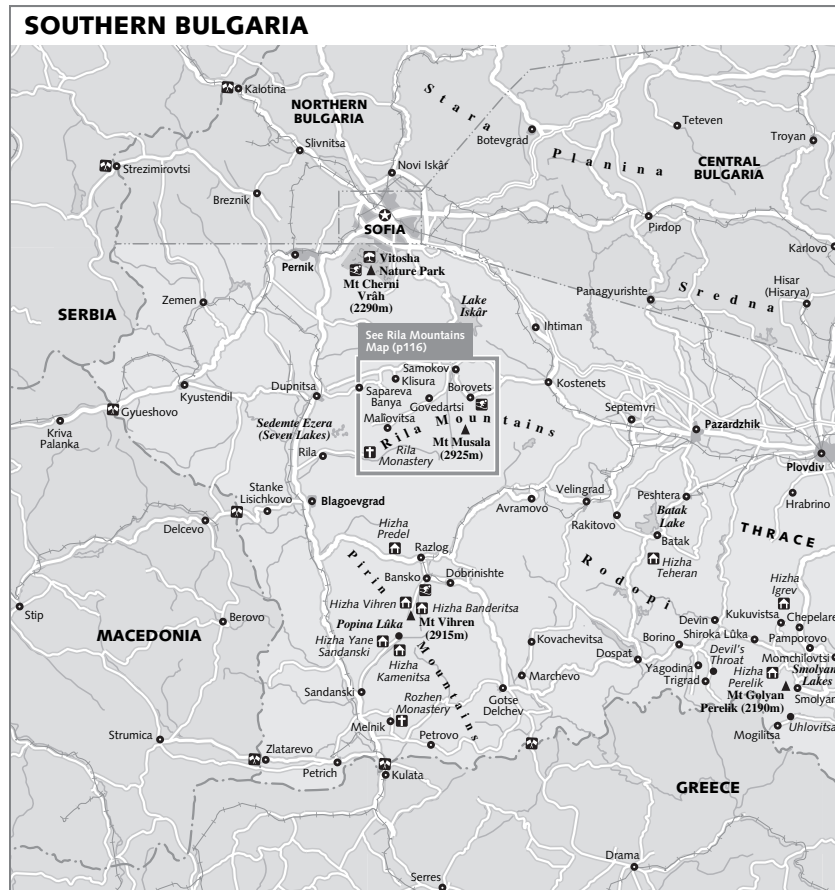 SOUTHERN BULGARIA
Kalotina
NORTHERN
BULGARIA
Stara
Planina
Botevgrad
Teteven
Troyan
CENTRAL
BULGARIA
Slivnitsa
Strezimirovtsi
Novi Iskâr
Breznik
SOFIA
Pirdop
Karlovo
Pernik
Vitosha
Nature Park
Mt Cherni
Vrâh
(2290m)
Lake
Iskâr
Panagyurishte
Sredna
Hisar
(Hisarya)
Zemen
SERBIA
Ihtiman
See Rila Mountains
Map (p116)
Samokov
Klisura
Borovets
Sapareva
Banya
Govedartsi
Maliovitsa
Rila Mountains
Mt Musala
(2925m)
Rila
Monastery
Kyustendil
Dupnitsa
Kostenets
Gyueshovo
Kriva
Palanka
Sedemte Ezera
(Seven Lakes)
Septemvri
Pazardzhik
Plovdiv
Rila
Stanke
Lisichkovo
Blagoevgrad
Delcevo
Avramovo
Velingrad
Rakitovo
Peshtera
Batak
Lake
Batak
Hrabrino
THRACE
Hizha
Predel
Razlog
Bansko
Dobrinishte
Hizha
Teheran
Rodopi
Hizha
Igrev
Pirin
Mountains
Hizha Vihren
Hizha Banderitsa
Mt Vihren
(2915m)
Popina Lûka
Hizha Yane
Sandanski
Hizha
Kamenitsa
Stip
Berovo
MACEDONIA
Kovachevitsa
Dospat
Borino
Devin
Kukuvistsa
Chepelare
Shiroka Lûka
Pamporovo
Momchilovtsi
Devil's
Throat
Yagodina
Trigrad
Hizha
Perelik
Smolyan
Lakes
Mt Golyan
Perelik (2190m)
Smolyan
Mogilitsa
Uhlovitsa
Sandanski
Rozhen
Monastery
Marchevo
Gotse
Delchev
Melnik
Petrovo
Strumica
Zlatarevo
Petrich
Kulata
GREECE
Drama
Serres